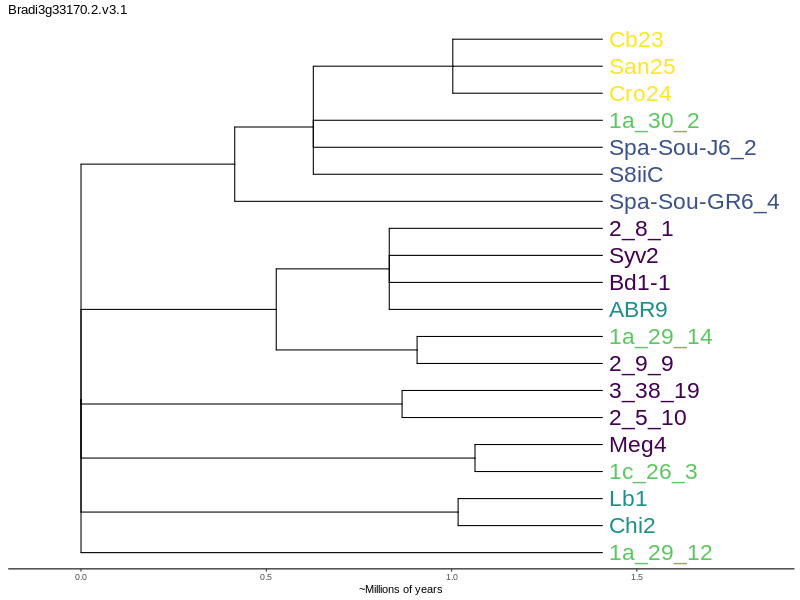 Bradi3g33170.2.v3.1
Cb23
San25
Cro24
1a_30_2
Spa-Sou-J6_2
S8iiC
Spa-Sou-GR6_4
2_8_1
Syv2
Bd1-1
ABR9
1a_29_14
2_9_9
3_38_19
2_5_10
Meg4
1c_26_3
Lb1
Chi2
1a_29_12
0.0 0.5 1.0 1.5
~Millions of years